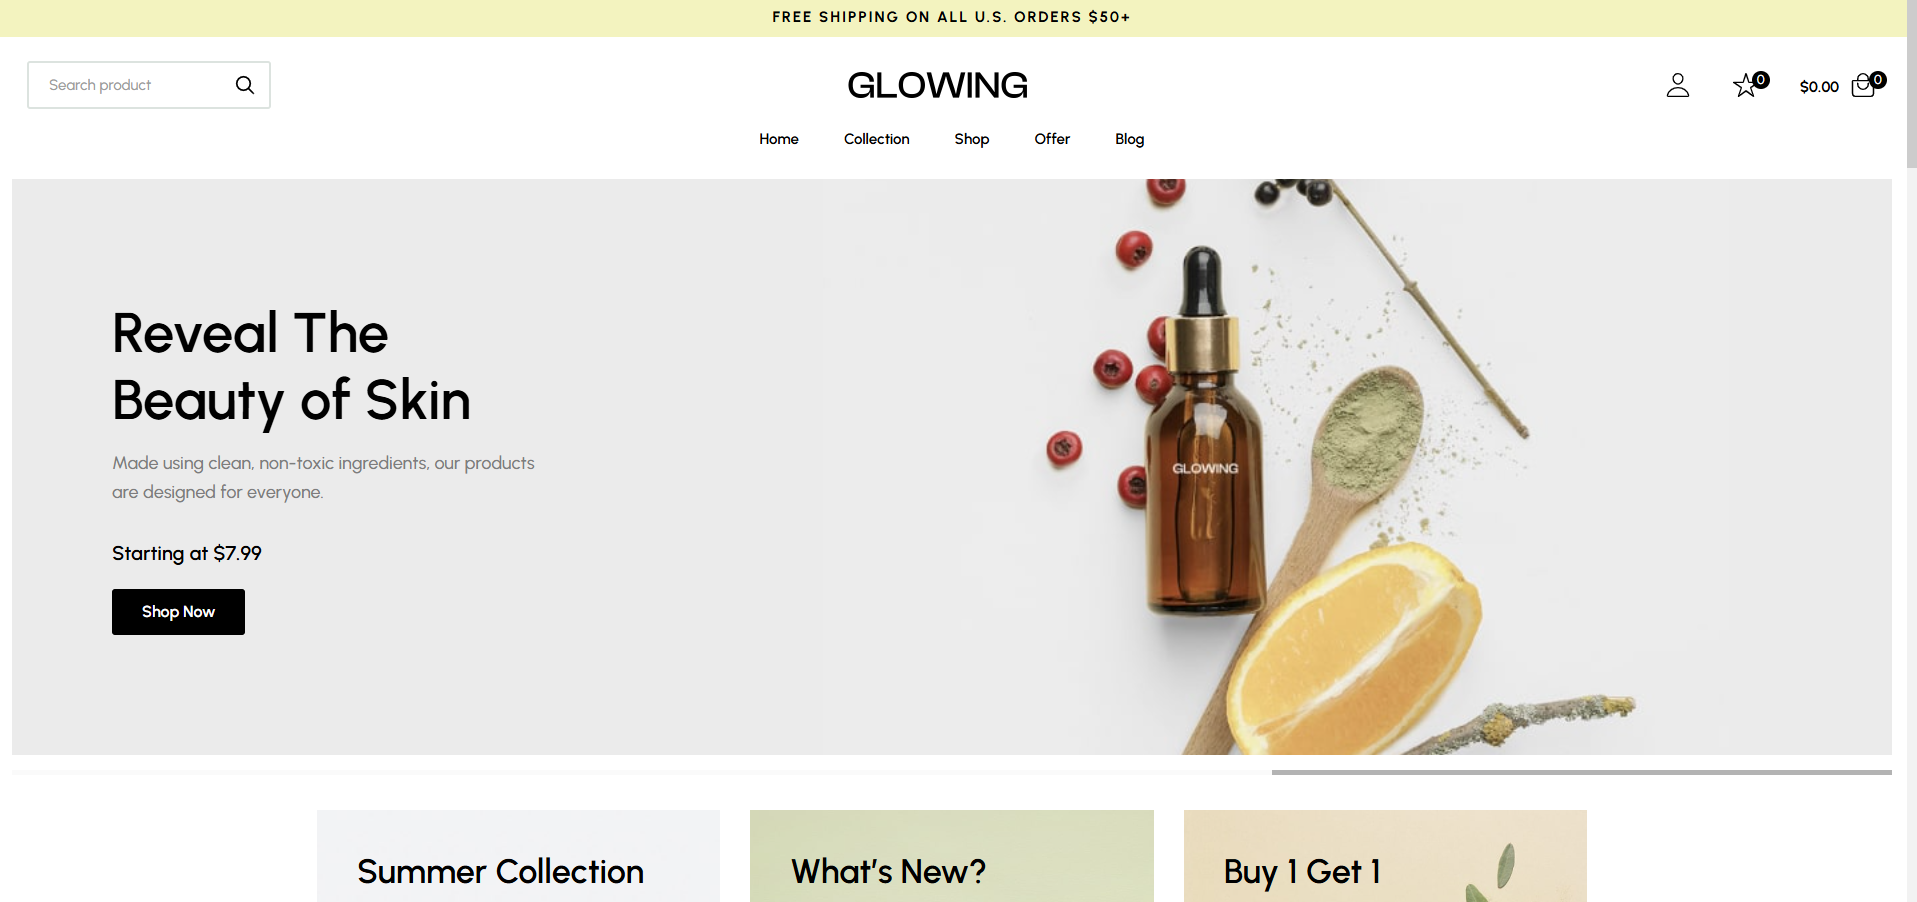 FREE SHIPPING ON ALL U.S. ORDERS $50+
Search product
GLOWING
0
$0.00
0
Home
Collection
Shop
Offer
Blog
Reveal The
Beauty of Skin
Made using clean, non-toxic ingredients, our products
are designed for everyone.
Starting at $7.99
Shop Now
GLOWING
Summer Collection
What's New?
Buy 1 Get 1